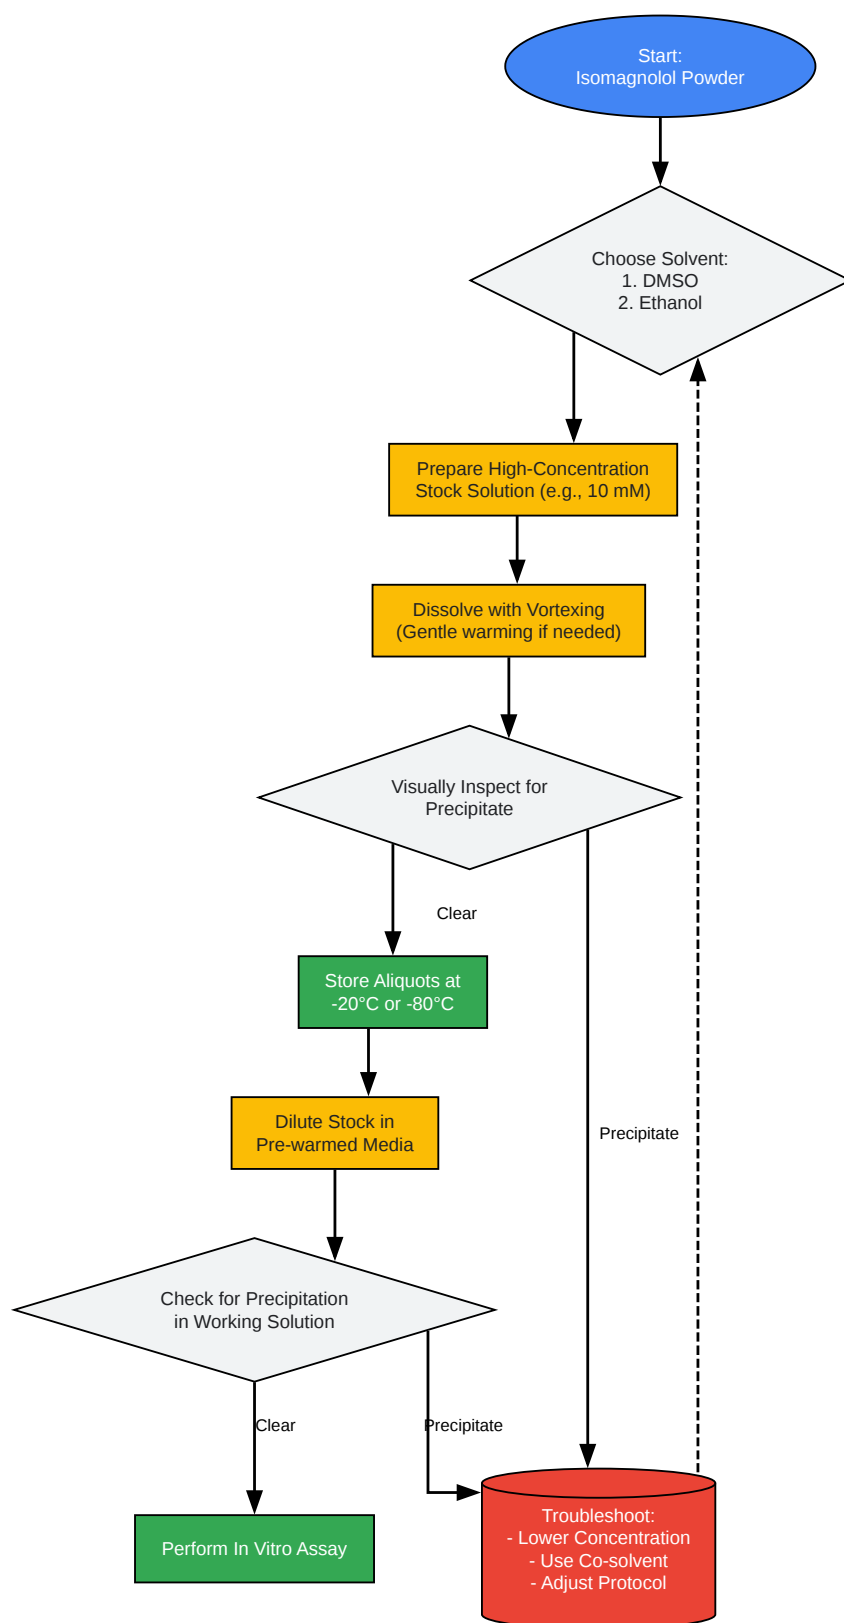 Start:
Isomagnolol Powder
Choose Solvent:
1. DMSO
2. Ethanol
Prepare High-Concentration
Stock Solution (e.g., 10 mM)
Dissolve with Vortexing
(Gentle warming if needed)
Visually Inspect for
Precipitate
Clear
Store Aliquots at
-20°C or -80°C
Dilute Stock in
Pre-warmed Media
Precipitate
Check for Precipitation
in Working Solution
Clear
Precipitate
Perform In Vitro Assay
Troubleshoot:
- Lower Concentration
- Use Co-solvent
- Adjust Protocol